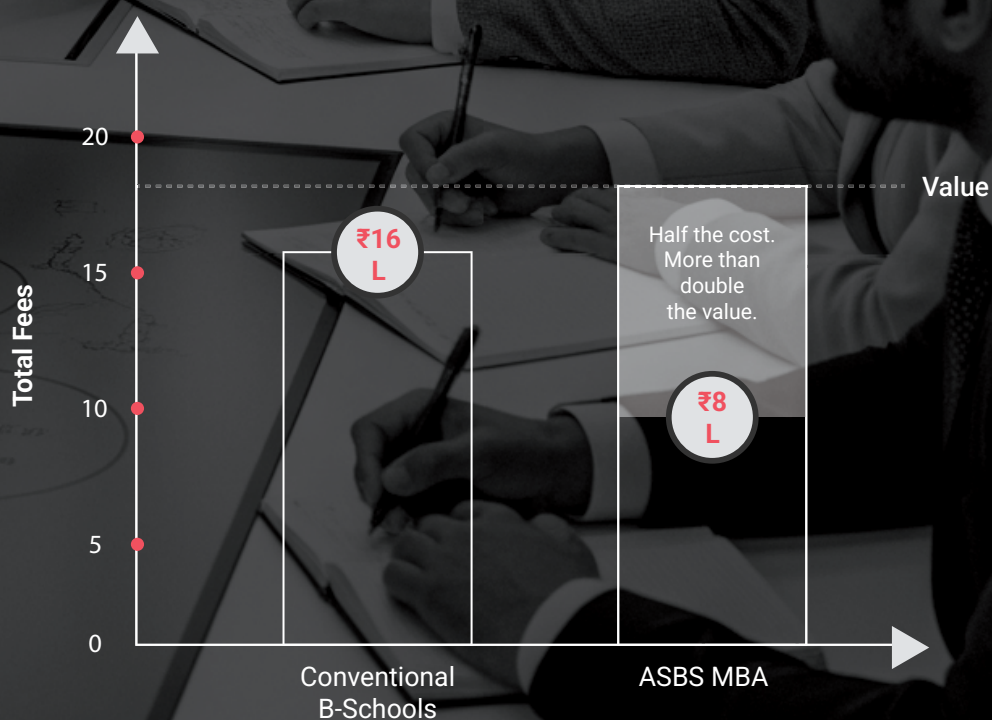 20
Value
₹16
L
Half the cost.
More than
double
the value.
15
Total Fees
10
₹8
L
5
0
Conventional
B-Schools
ASBS MBA